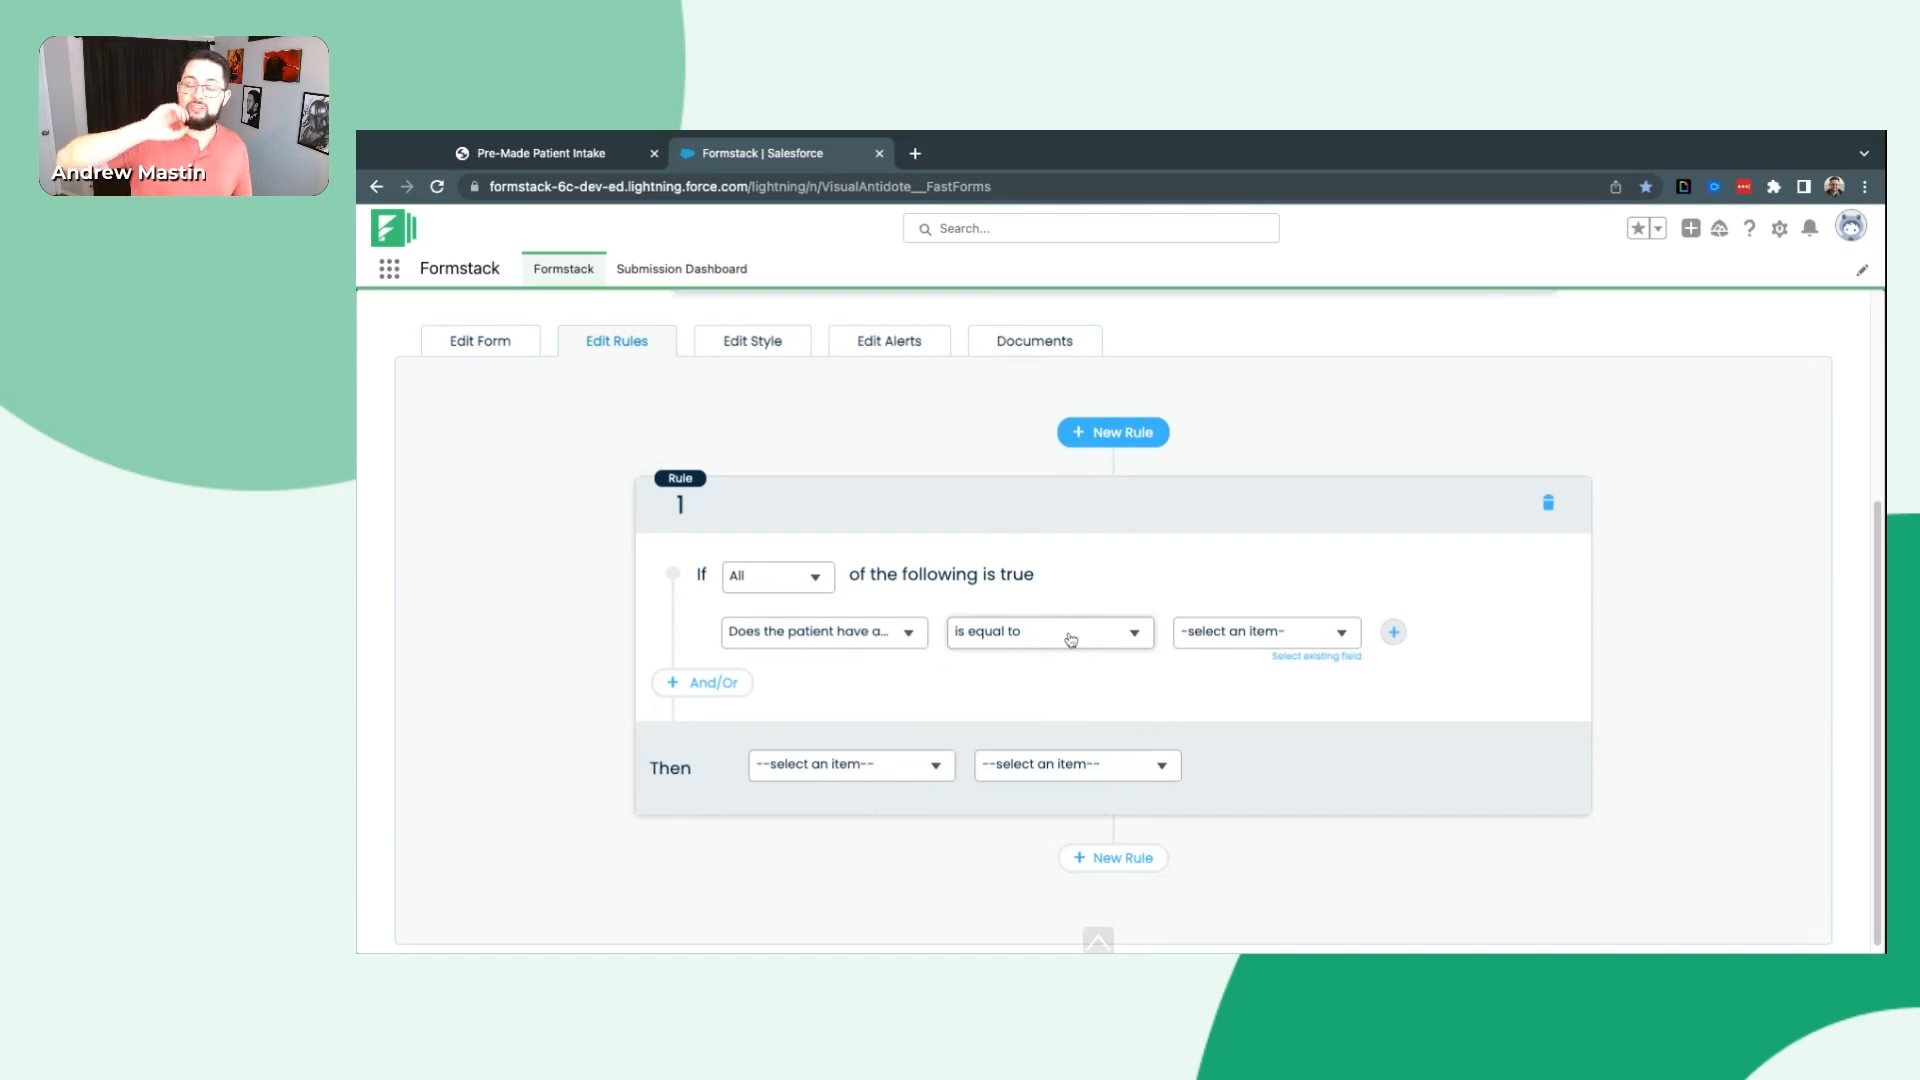 Andrew Mastin
Pre-Made Patient Intake
Formstack | Salesforce
formstack-6c-dev-ed.lightning.force.com/lightning/n/VisualAntidote__FastForms
Search...
Formstack
Formstack
Submission Dashboard
Edit Form
Edit Rules
Edit Style
Edit Alerts
Documents
+ New Rule
Rule
1
If
All
of the following is true
Does the patient have a...
is equal to
-select an item-
Select existing field
+ And/Or
Then
--select an item--
--select an item--
+ New Rule